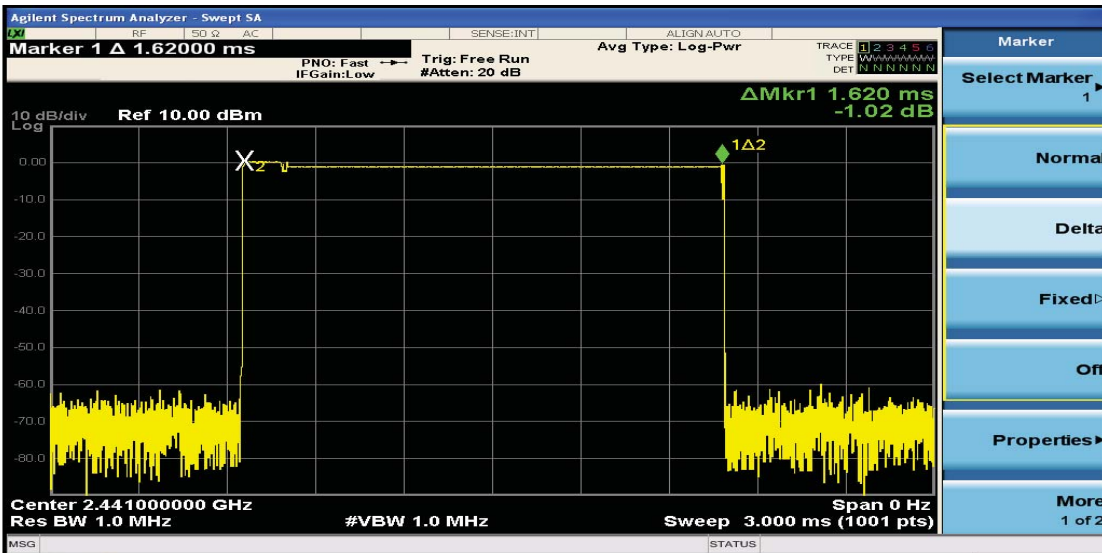 Agilent Spectrum Analyzer - Swept SA
LXI RF 50 Ω AC SENSE:INT ALIGN AUTO
Marker 1 Δ 1.62000 ms
PNO: Fast
IFGain:Low
Trig: Free Run
#Atten: 20 dB
Avg Type: Log-Pwr
TRACE 1 2 3 4 5 6
TYPE W
DET N N N N N N
ΔMkr1 1.620 ms
-1.02 dB
10 dB/div Ref 10.00 dBm
Log
0.00
-10.0
-20.0
-30.0
-40.0
-50.0
-60.0
-70.0
-80.0
X2
1Δ2
Center 2.441000000 GHz
Span 0 Hz
Res BW 1.0 MHz
#VBW 1.0 MHz
Sweep 3.000 ms (1001 pts)
MSG
STATUS
Marker
Select Marker
1
Norma
Delta
Fixed
Off
Properties
More
1 of 2